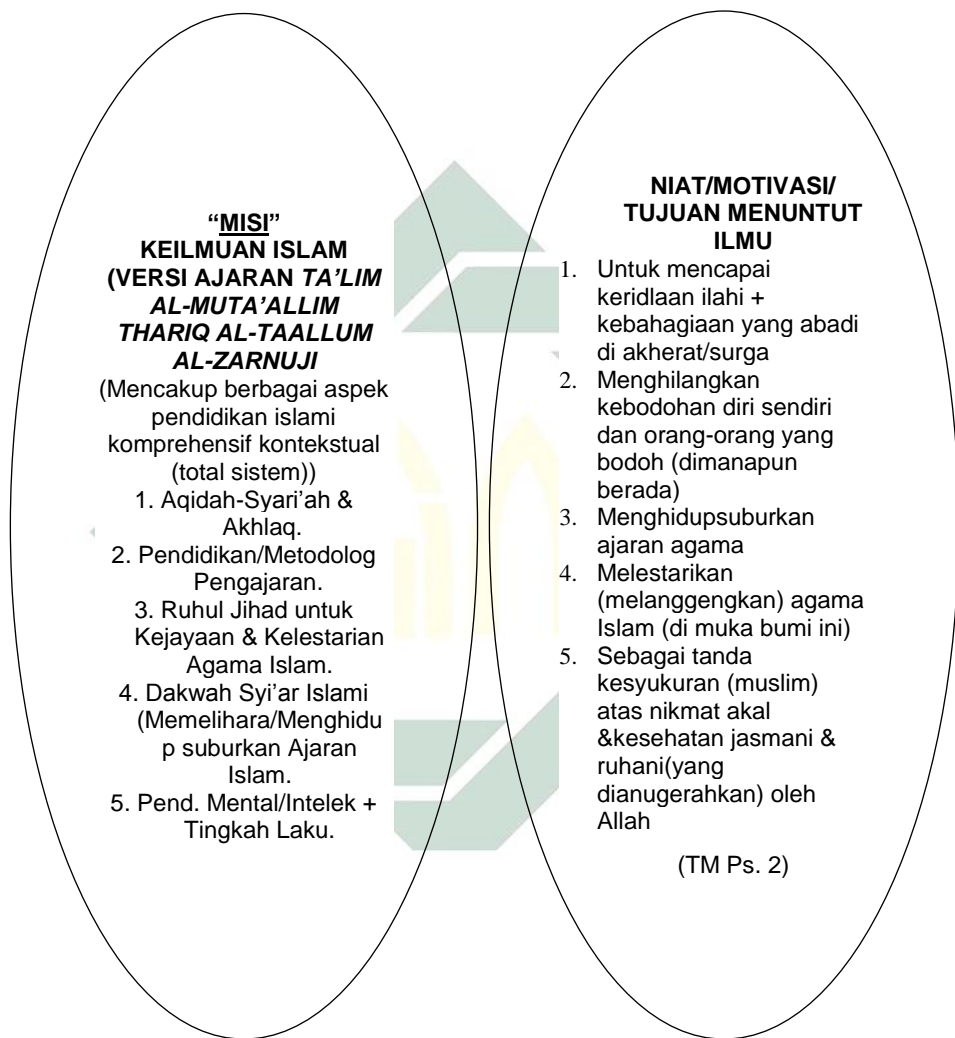 “MISI”
KEILMUAN ISLAM
(VERSI AJARAN TA’LIM
AL-MUTA’ALLIM
THARIQ AL-TAALLUM
AL-ZARNUJI
(Mencakup berbagai aspek
pendidikan islami
komprehensif kontekstual
(total sistem))
1. Aqidah-Syari’ah &
Akhlaq.
2. Pendidikan/Metodolog
Pengajaran.
3. Ruhul Jihad untuk
Kejayaan & Kelestarian
Agama Islam.
4. Dakwah Syi’ar Islami
(Memelihara/Menghidu
p suburkan Ajaran
Islam.
5. Pend. Mental/Intelek +
Tingkah Laku.
NIAT/MOTIVASI/
TUJUAN MENUNTUT
ILMU
1. Untuk mencapai
keridlaan ilahi +
kebahagiaan yang abadi
di akherat/surga
2. Menghilangkan
kebodohan diri sendiri
dan orang-orang yang
bodoh (dimanapun
berada)
3. Menghidupsuburkan
ajaran agama
4. Melestarikan
(melanggengkan) agama
Islam (di muka bumi ini)
5. Sebagai tanda
kesyukuran (muslim)
atas nikmat akal
&kesehatan jasmani &
ruhani(yang
dianugerahkan) oleh
Allah
(TM Ps. 2)